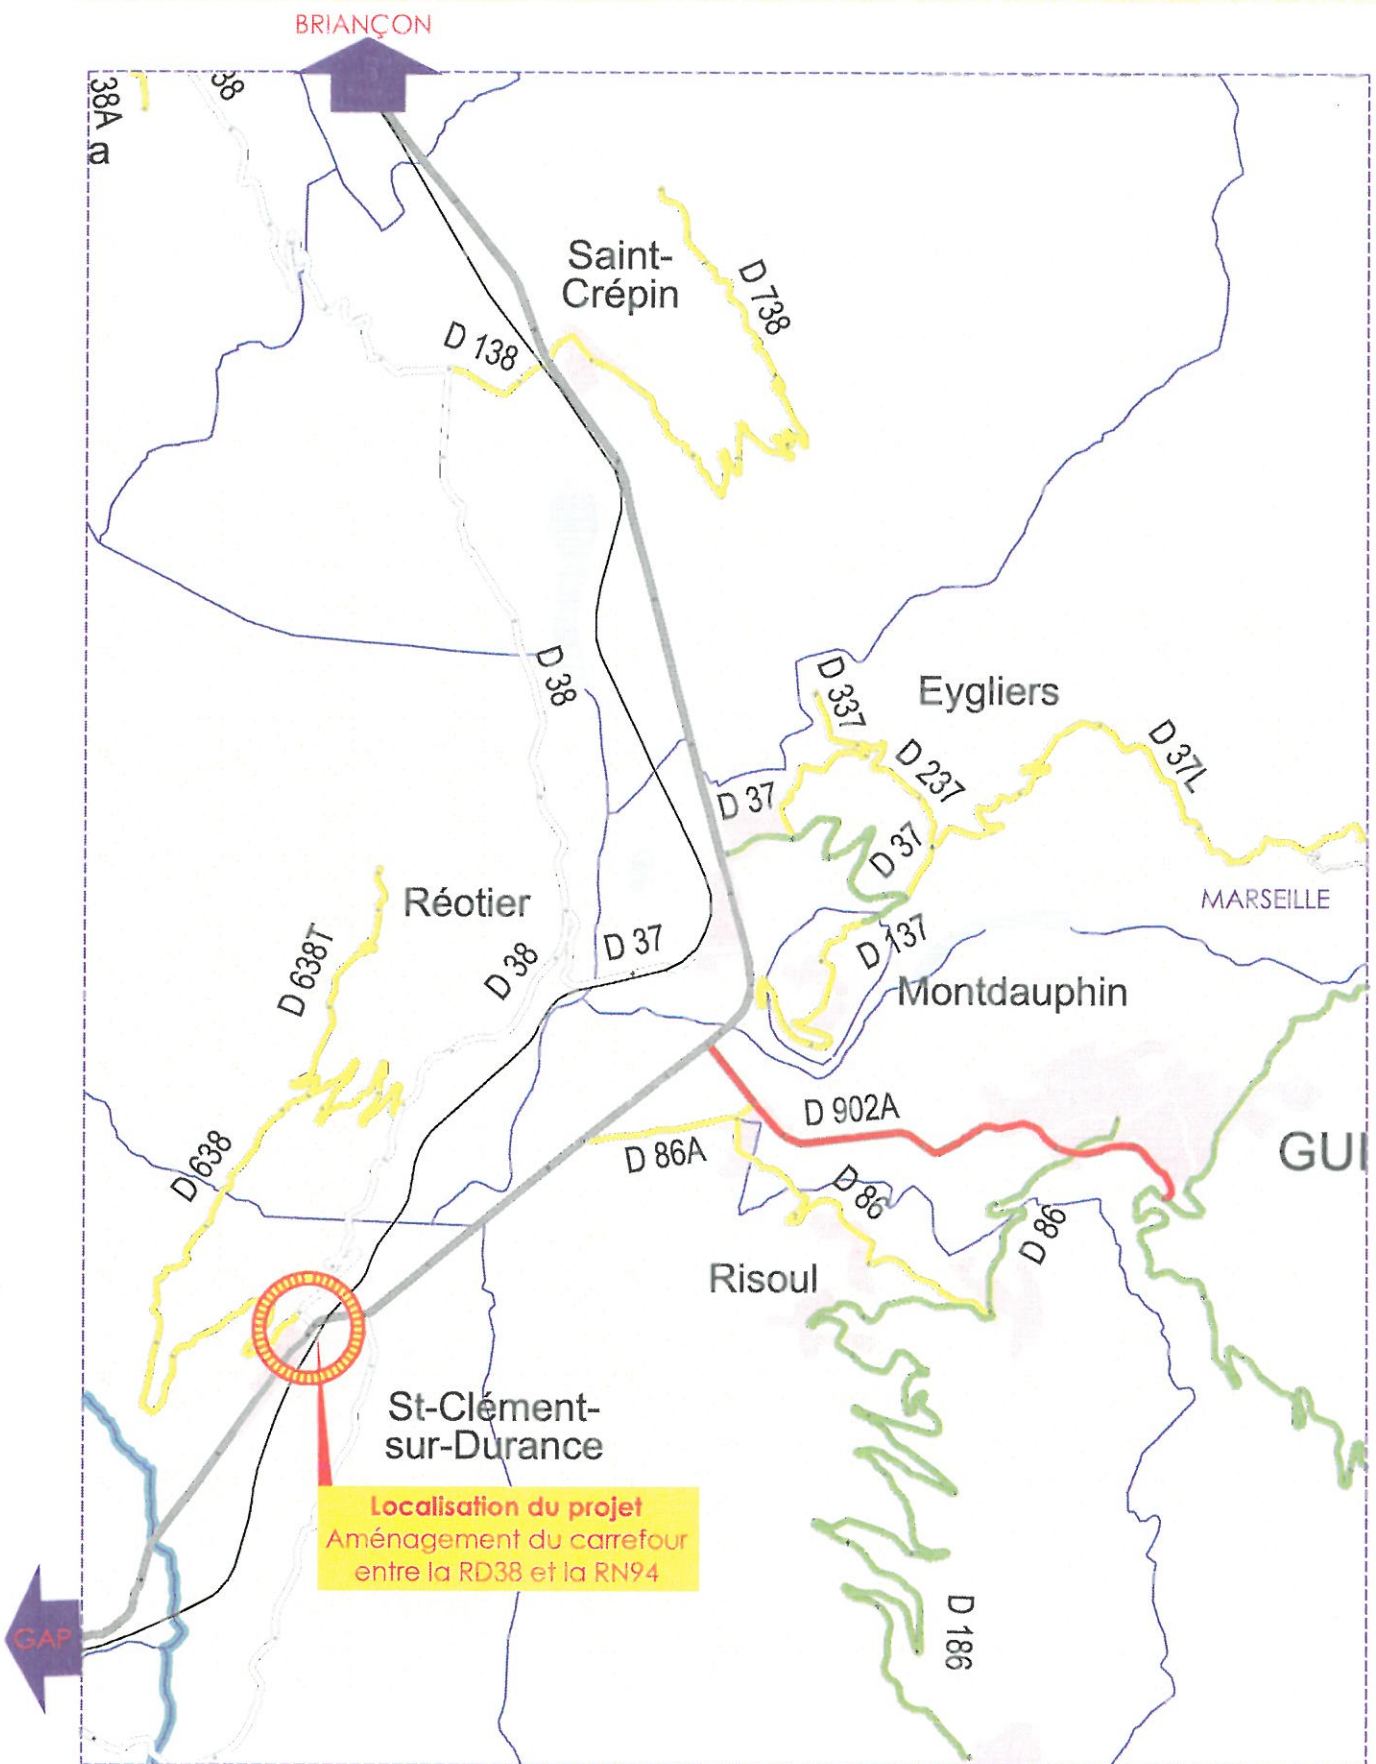 BRIANÇON
38A
a
38
Saint-
Crépin
D 738
D 138
D 38
D 337
Eygliers
D 237
D 37L
D 37
D 37
MARSEILLE
Réotier
D 638T
D 38
D 37
D 137
Montdauphin
D 902A
D 86A
D 638
D 86
D 86
GUI
Risoul
St-Clément-
sur-Durance
Localisation du projet
Aménagement du carrefour
entre la RD38 et la RN94
D 186
GAP